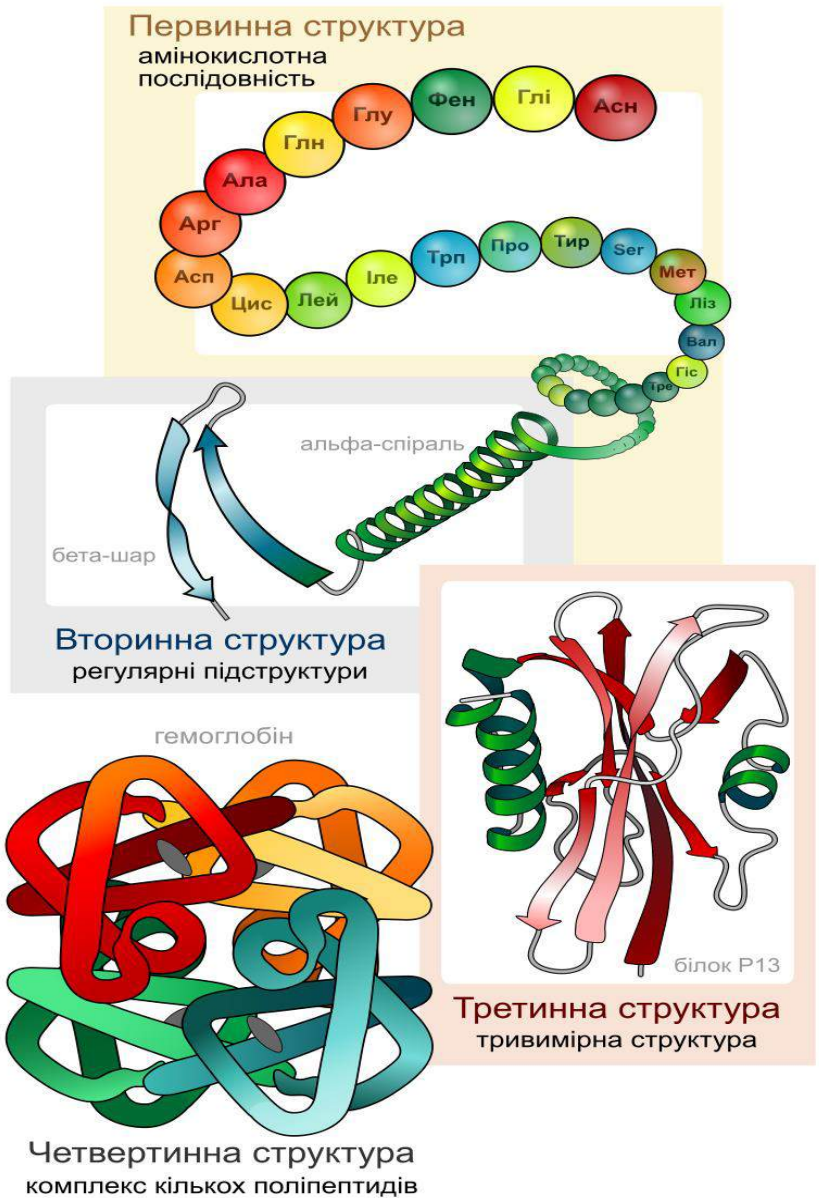 Первинна структура
амінокислотна
послідовність
Асн
Глі
Фен
Глу
Глн
Ала
Арг
Асп
Цис
Лей
Іле
Трп
Про
Тир
Ser
Мет
Ліз
Вал
Гіс
Тре
альфа-спіраль
бета-шар
Вторинна структура
регулярні підструктури
білок Р13
Третинна структура
тривимірна структура
гемоглобін
Четвертинна структура
комплекс кількох поліпептидів